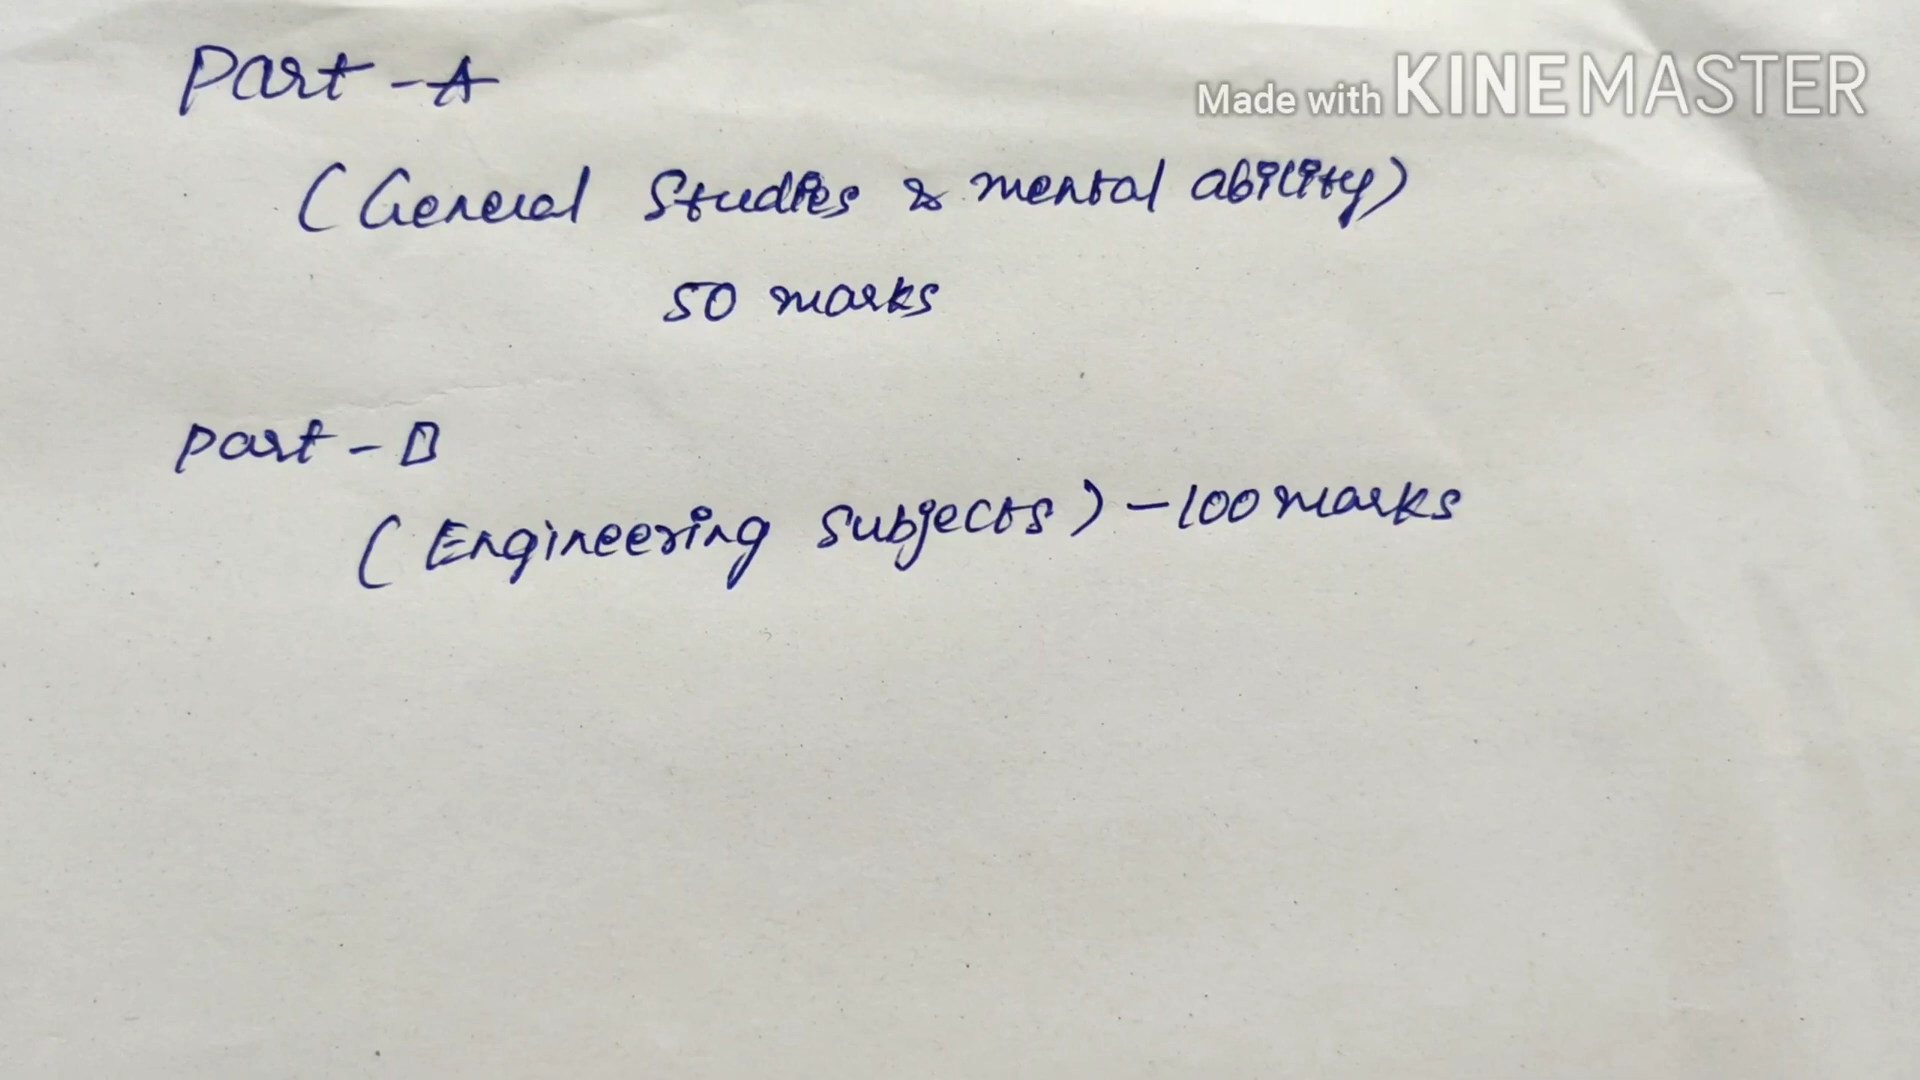 Part - A
Made with KINEMASTER
(General Studies & mental ability)
50 marks
part - B
(Engineering subjects) - 100 marks